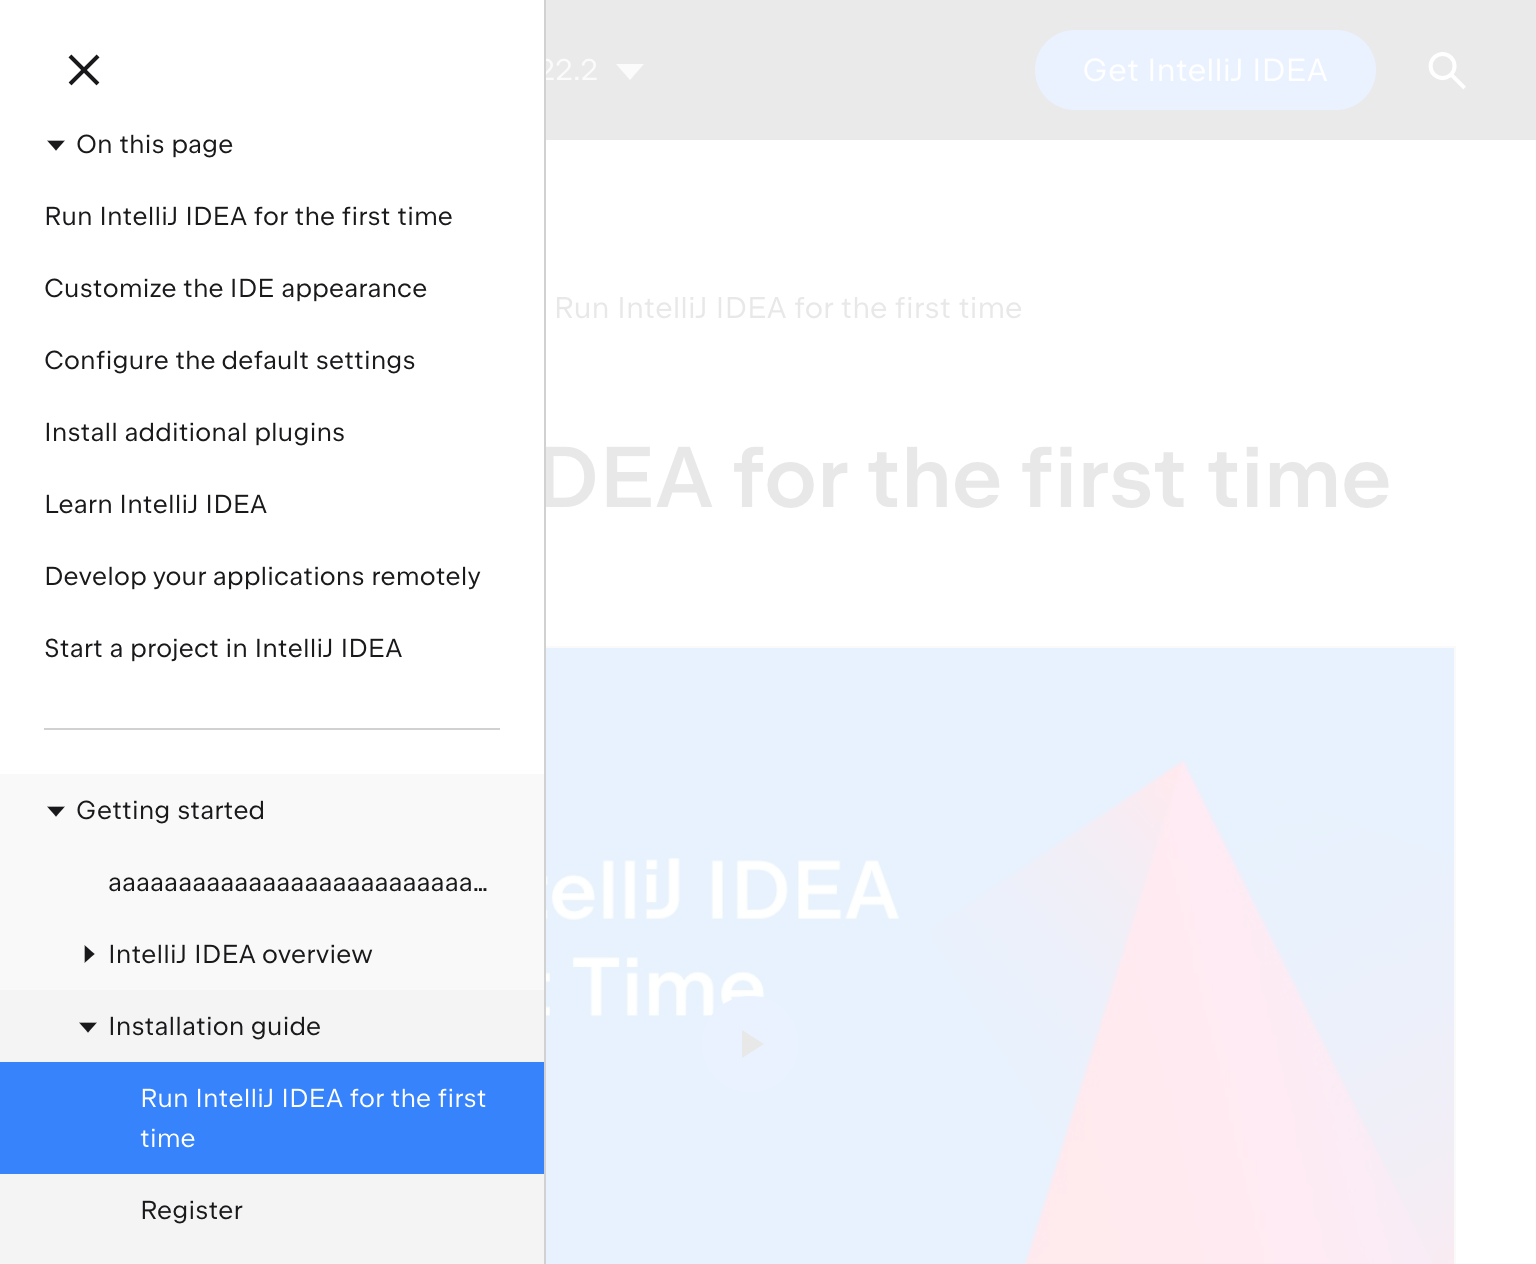 22.2
Get IntelliJ IDEA
On this page
Run IntelliJ IDEA for the first time
Customize the IDE appearance
Configure the default settings
Install additional plugins
Learn IntelliJ IDEA
Develop your applications remotely
Start a project in IntelliJ IDEA
Getting started
aaaaaaaaaaaaaaaaaaaaaaaaaa...
IntelliJ IDEA overview
Installation guide
Run IntelliJ IDEA for the first
time
Register
Run IntelliJ IDEA for the first time
DEA for the first time
telliJ IDEA
t Time